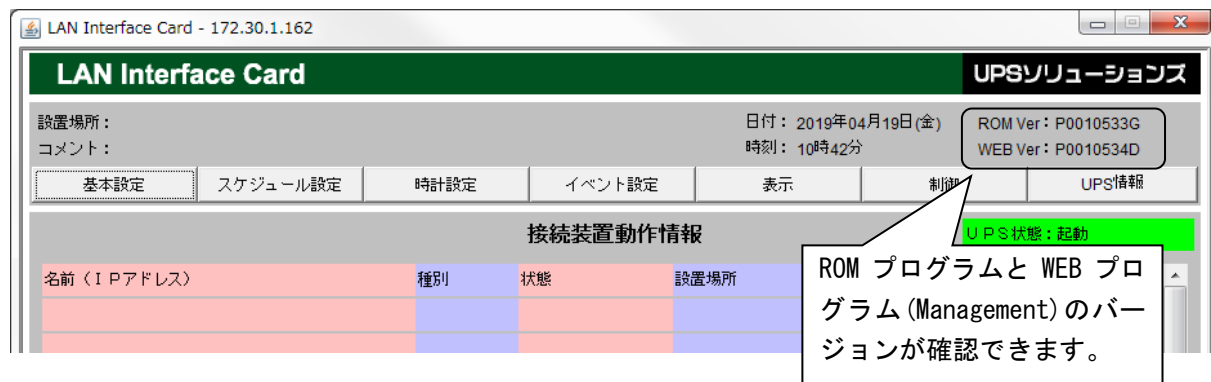 LAN Interface Card - 172.30.1.162
LAN Interface Card
UPSソリューションズ
設置場所：
日付： 2019年04月19日(金)
ROM Ver： P0010533G
コメント：
時刻： 10時42分
WEB Ver： P0010534D
基本設定
スケジュール設定
時計設定
イベント設定
表示
制御
UPS情報
接続装置動作情報
ＵＰＳ状態：起動
名前（ＩＰアドレス）
種別
状態
設置場所
ROM プログラムと WEB プロ
グラム(Management)のバー
ジョンが確認できます。